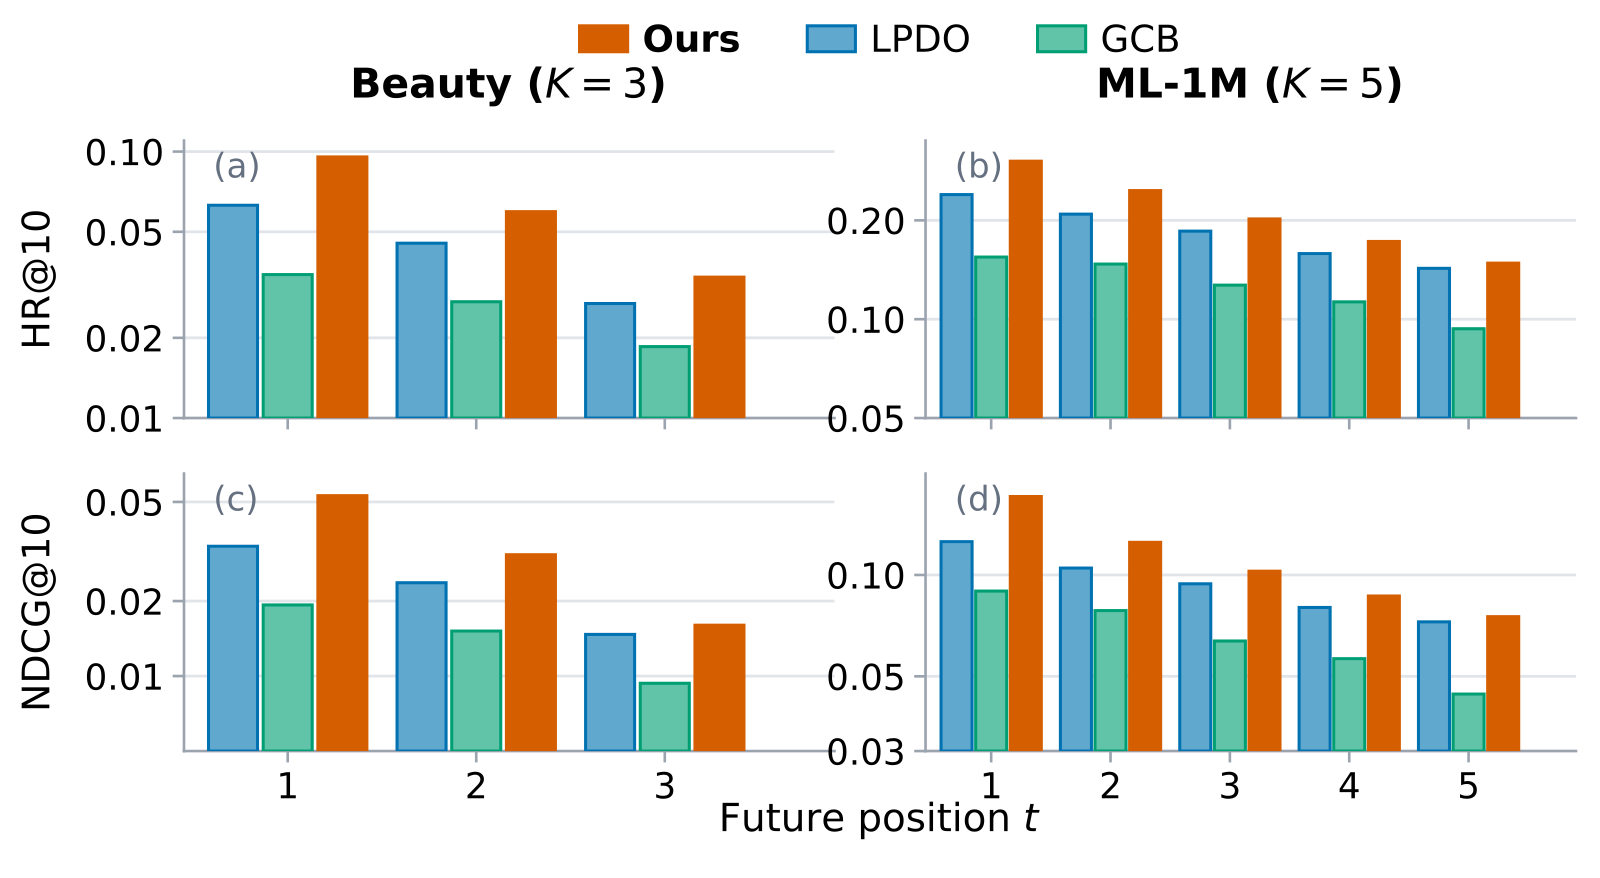 Ours LPDO GCB
Beauty (K = 3) ML-1M (K = 5)
HR@10
(a)
0.10
0.05
0.02
0.01
(b)
0.20
0.10
0.05
NDCG@10
(c)
0.05
0.02
0.01
1 2 3
(d)
0.10
0.05
0.03
1 2 3 4 5
Future position t